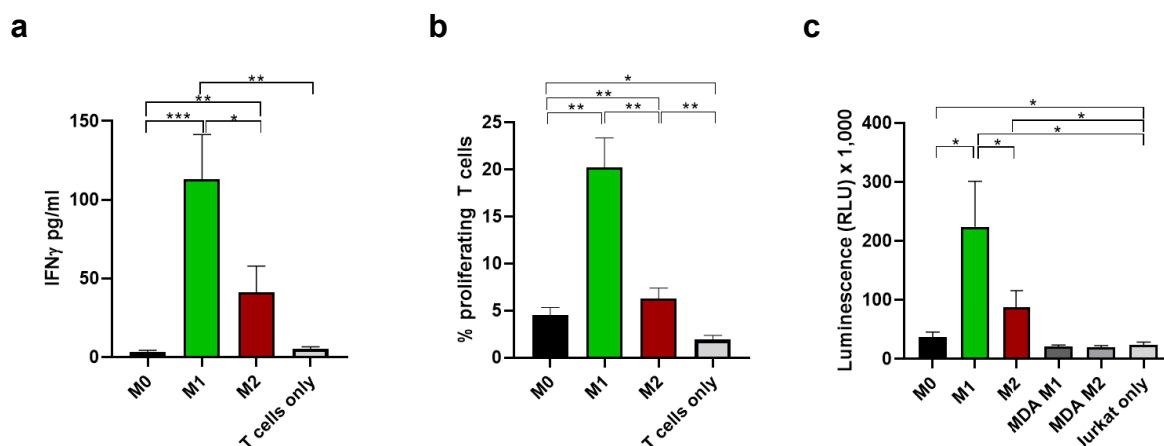 a
b
c
**
**
***
*
150
100
50
0
IFNγ pg/ml
M0
M1
M2
T cells only
*
**
**
**
**
25
20
15
10
5
0
% proliferating T cells
M0
M1
M2
T cells only
*
*
*
*
*
400
300
200
100
0
Luminescence (RLU) x 1,000
M0
M1
M2
MDA M1
MDA M2
Jurkat only